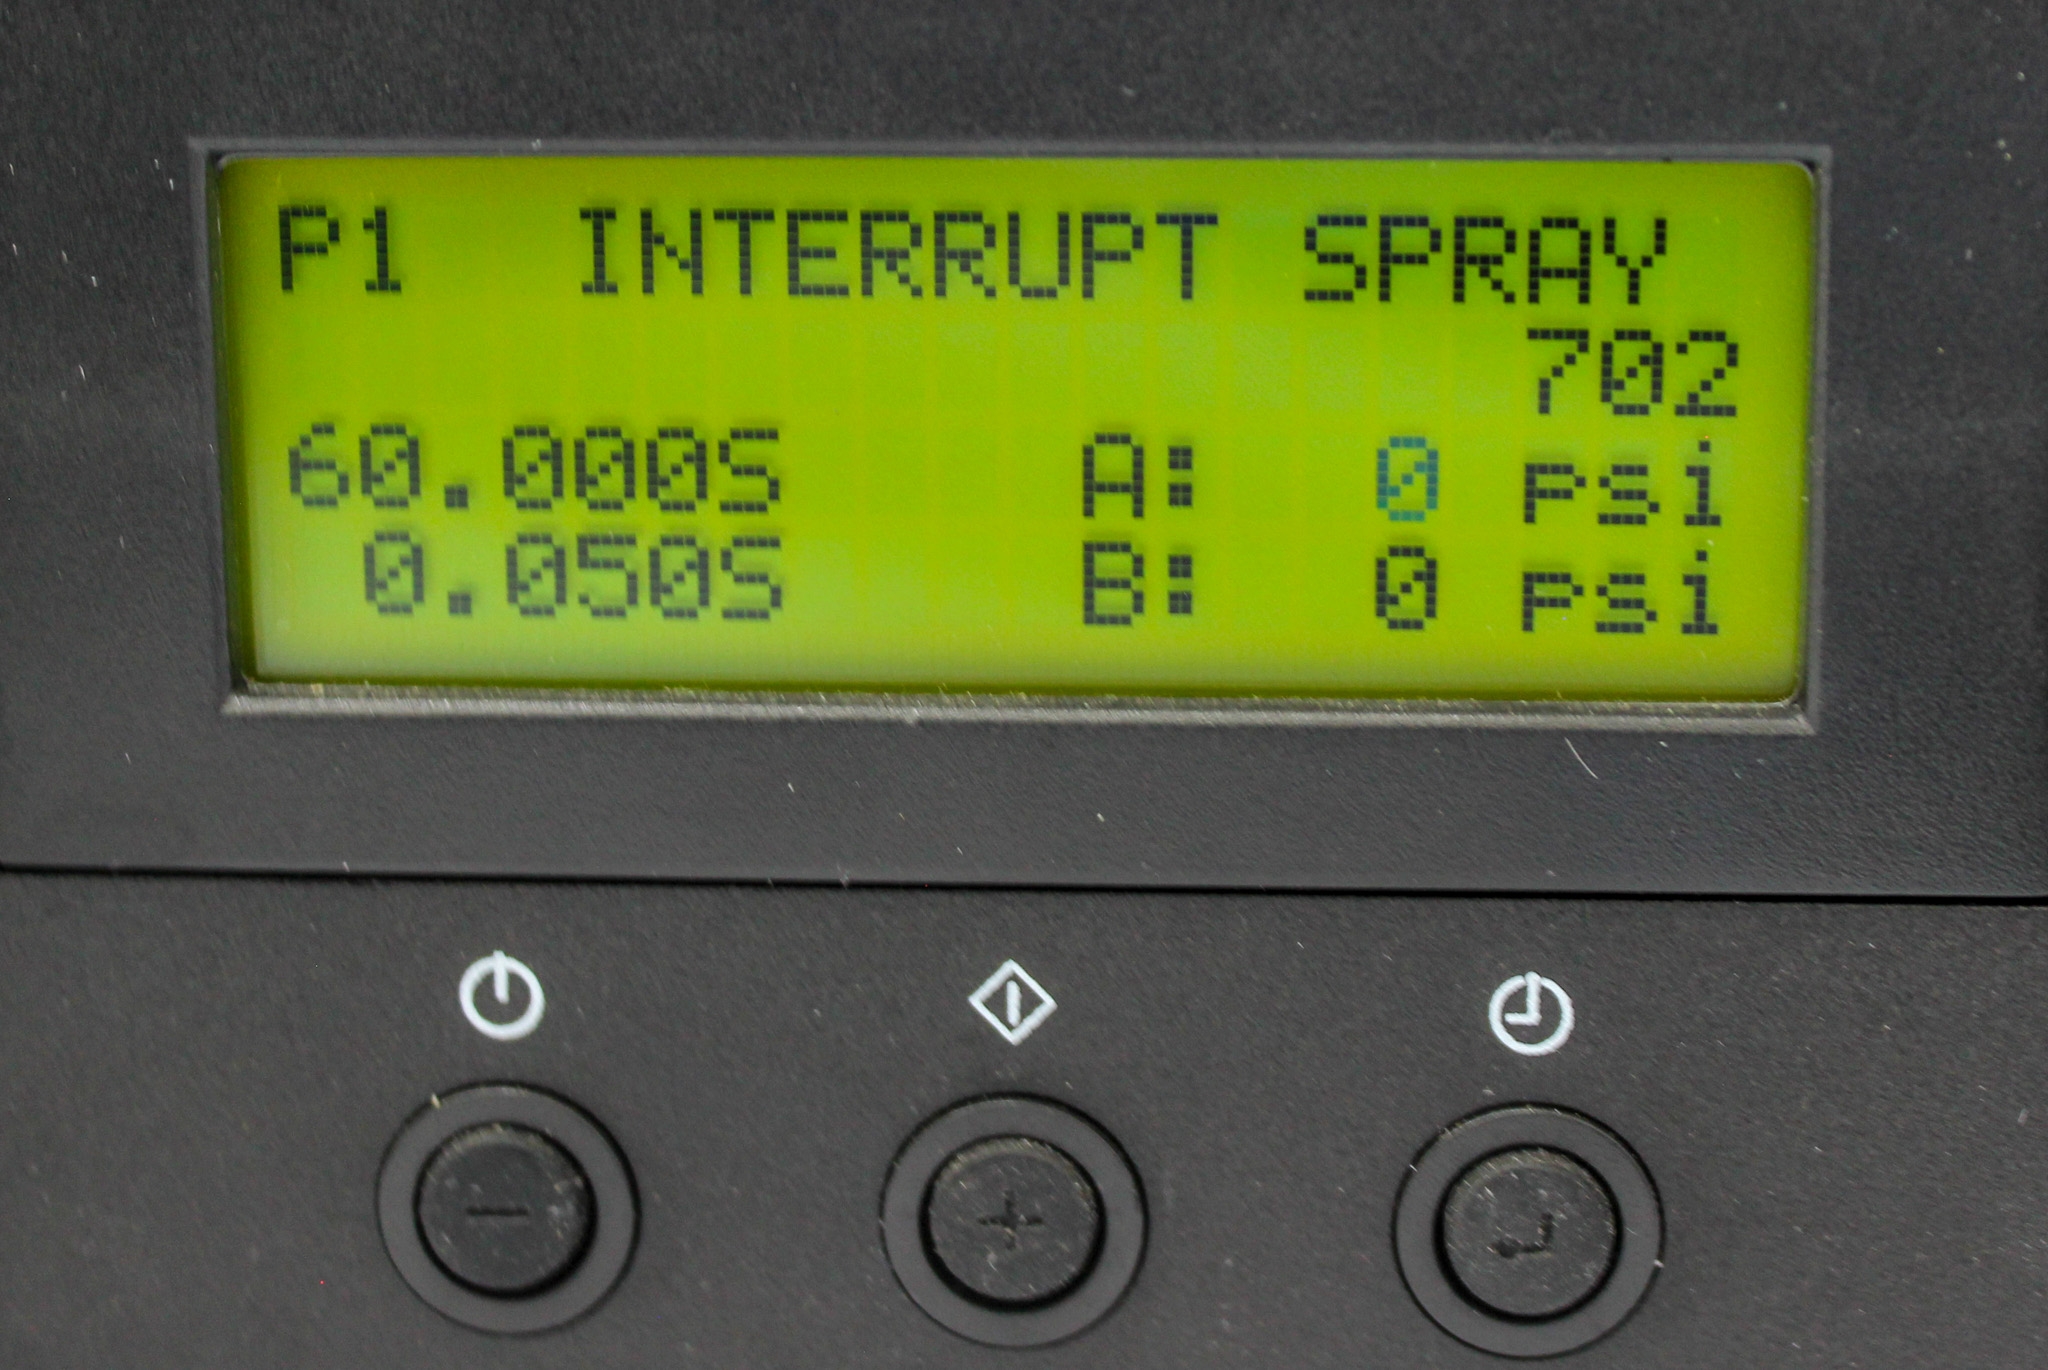 P1 INTERRUPT SPRAY
702
60.000S A: 0 psi
0.050S B: 0 psi